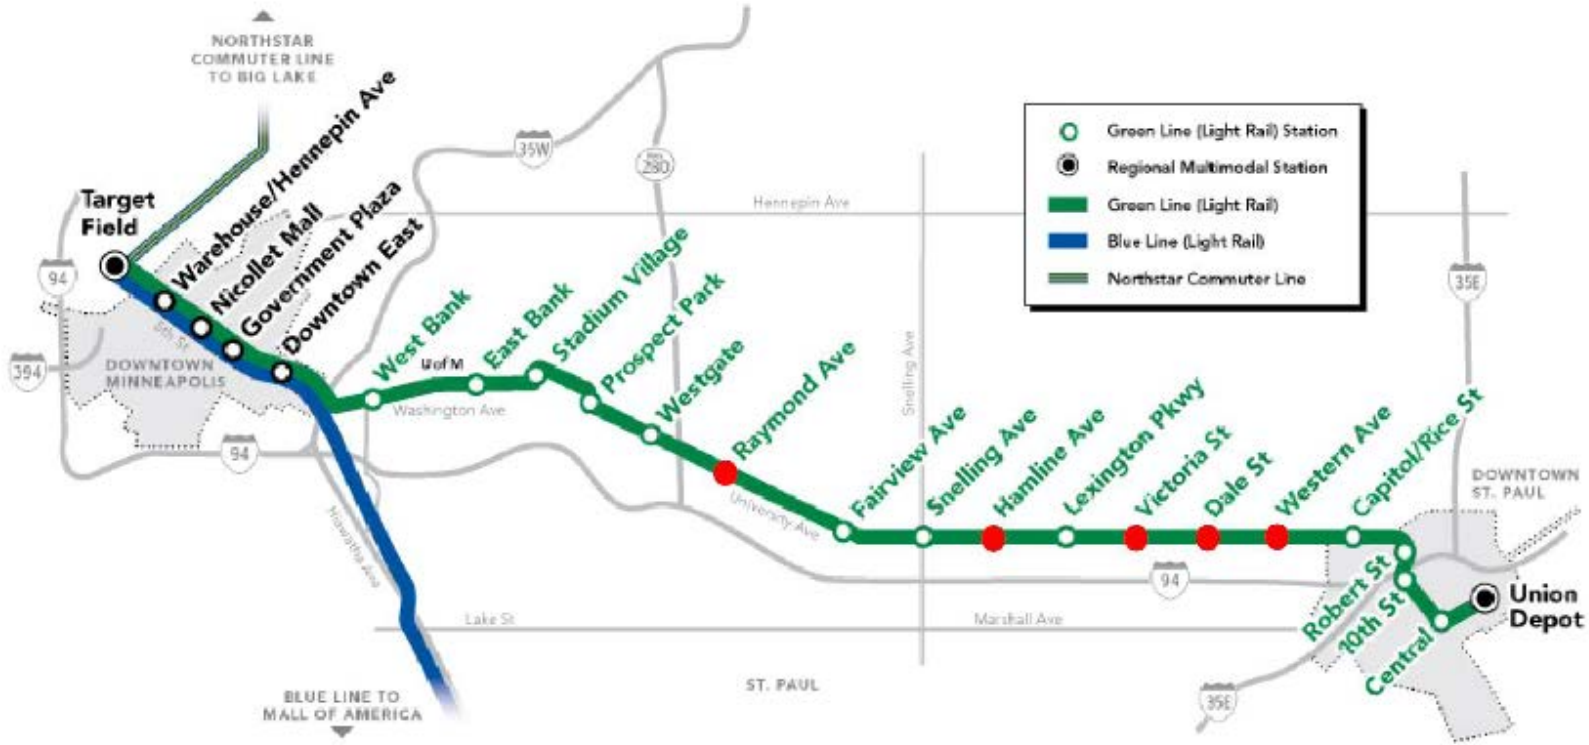 NORTHSTAR
COMMUTER LINE
TO BIG LAKE
Target
Field
Warehouse/Hennepin Ave
Nicollet Mall
Government Plaza
Downtown East
5th St
DOWNTOWN
MINNEAPOLIS
94
394
94
35W
280
Hennepin Ave
Green Line (Light Rail) Station
Regional Multimodal Station
Green Line (Light Rail)
Blue Line (Light Rail)
Northstar Commuter Line
35E
West Bank
U of M
East Bank
Stadium Village
Prospect Park
Westgate
Raymond Ave
Washington Ave
University Ave
Snelling Ave
Fairview Ave
Snelling Ave
Hamline Ave
Lexington Pkwy
Victoria St
Dale St
Western Ave
Capitol/Rice St
DOWNTOWN
ST. PAUL
Robert St
10th St
Central
Union
Depot
Hiawatha Ave
94
Lake St
Marshall Ave
ST. PAUL
35E
BLUE LINE TO
MALL OF AMERICA